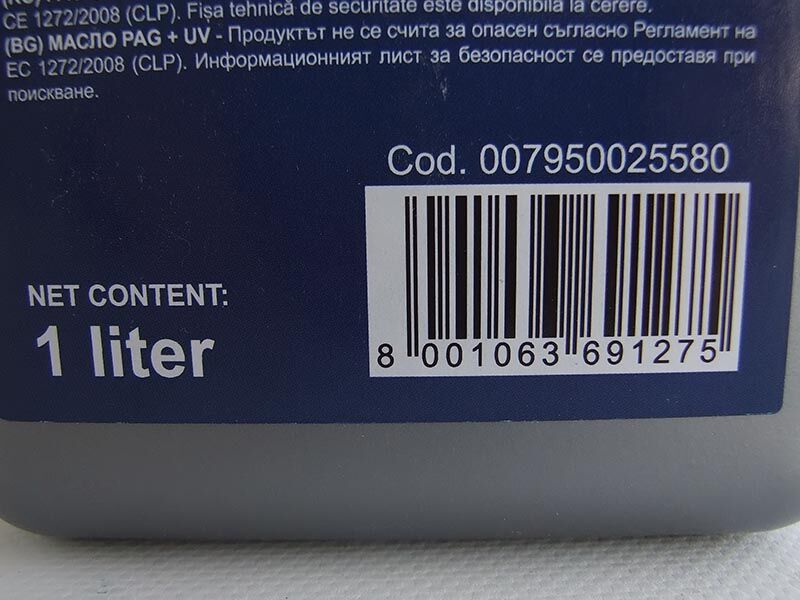 CE 1272/2008 (CLP). Fişa tehnică de securitate este disponibilă la cerere.
(BG) МАСЛО PAG + UV - Продуктът не се счита за опасен съгласно Регламент на
ЕС 1272/2008 (CLP). Информационният лист за безопасност се предоставя при
поискване.
Cod. 007950025580
NET CONTENT:
1 liter
8 001063 691275